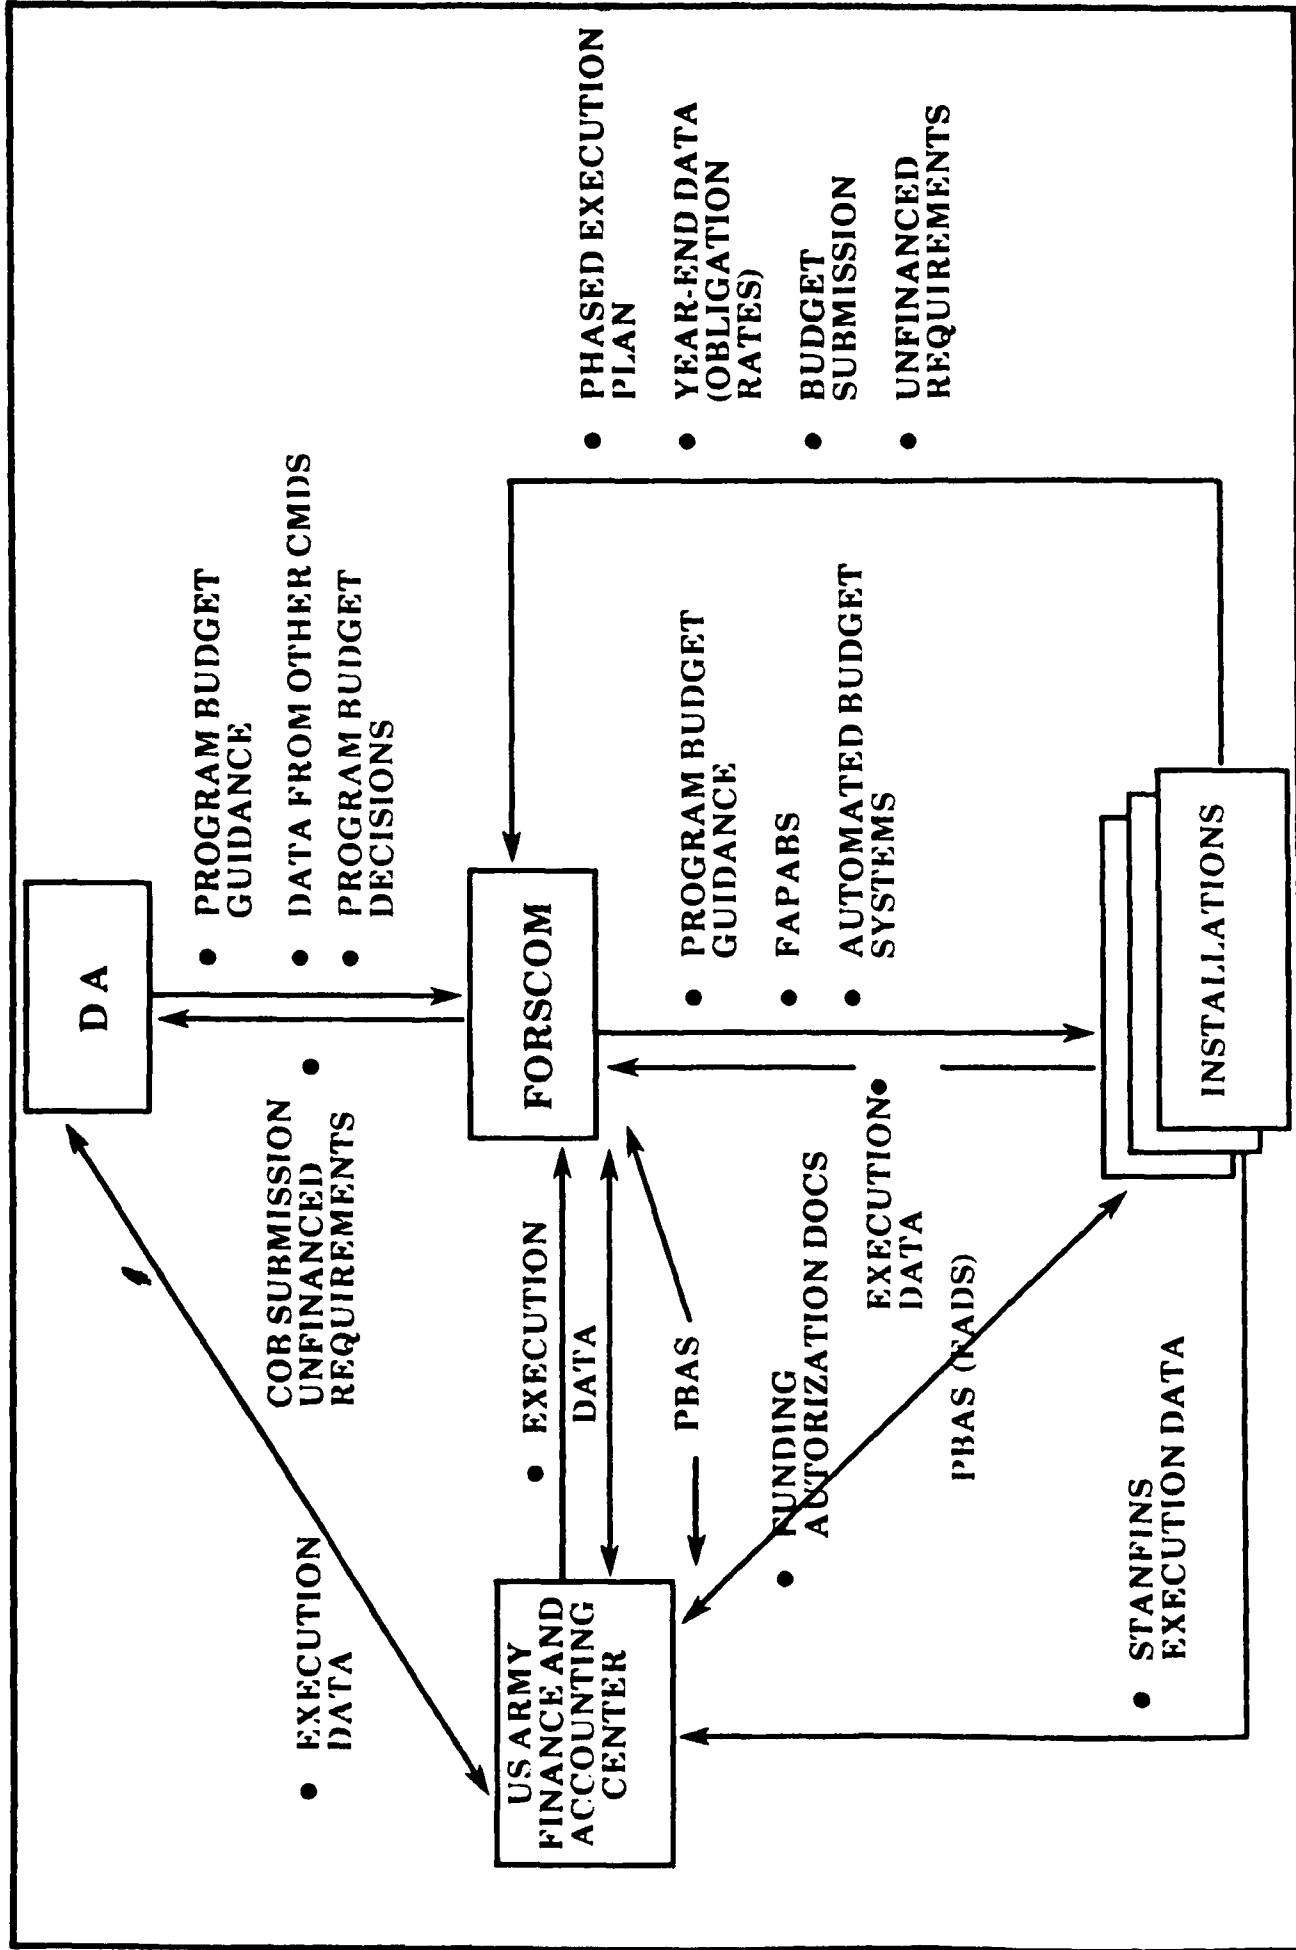 D A
PROGRAM BUDGET
GUIDANCE
DATA FROM OTHER CMDS
PROGRAM BUDGET
DECISIONS
EXECUTION
DATA
COB SUBMISSION
UNFINANCED
REQUIREMENTS
US ARMY
FINANCE AND
ACCOUNTING
CENTER
EXECUTION
DATA
PBAS
FORSCOM
PHASED EXECUTION
PLAN
YEAR-END DATA
(OBLIGATION
RATES)
BUDGET
SUBMISSION
UNFINANCED
REQUIREMENTS
PROGRAM BUDGET
GUIDANCE
FAPABS
AUTOMATED BUDGET
SYSTEMS
FUNDING
AUTORIZATION DOCS
EXECUTION
DATA
PBAS (FADS)
STANFINS
EXECUTION DATA
INSTALLATIONS